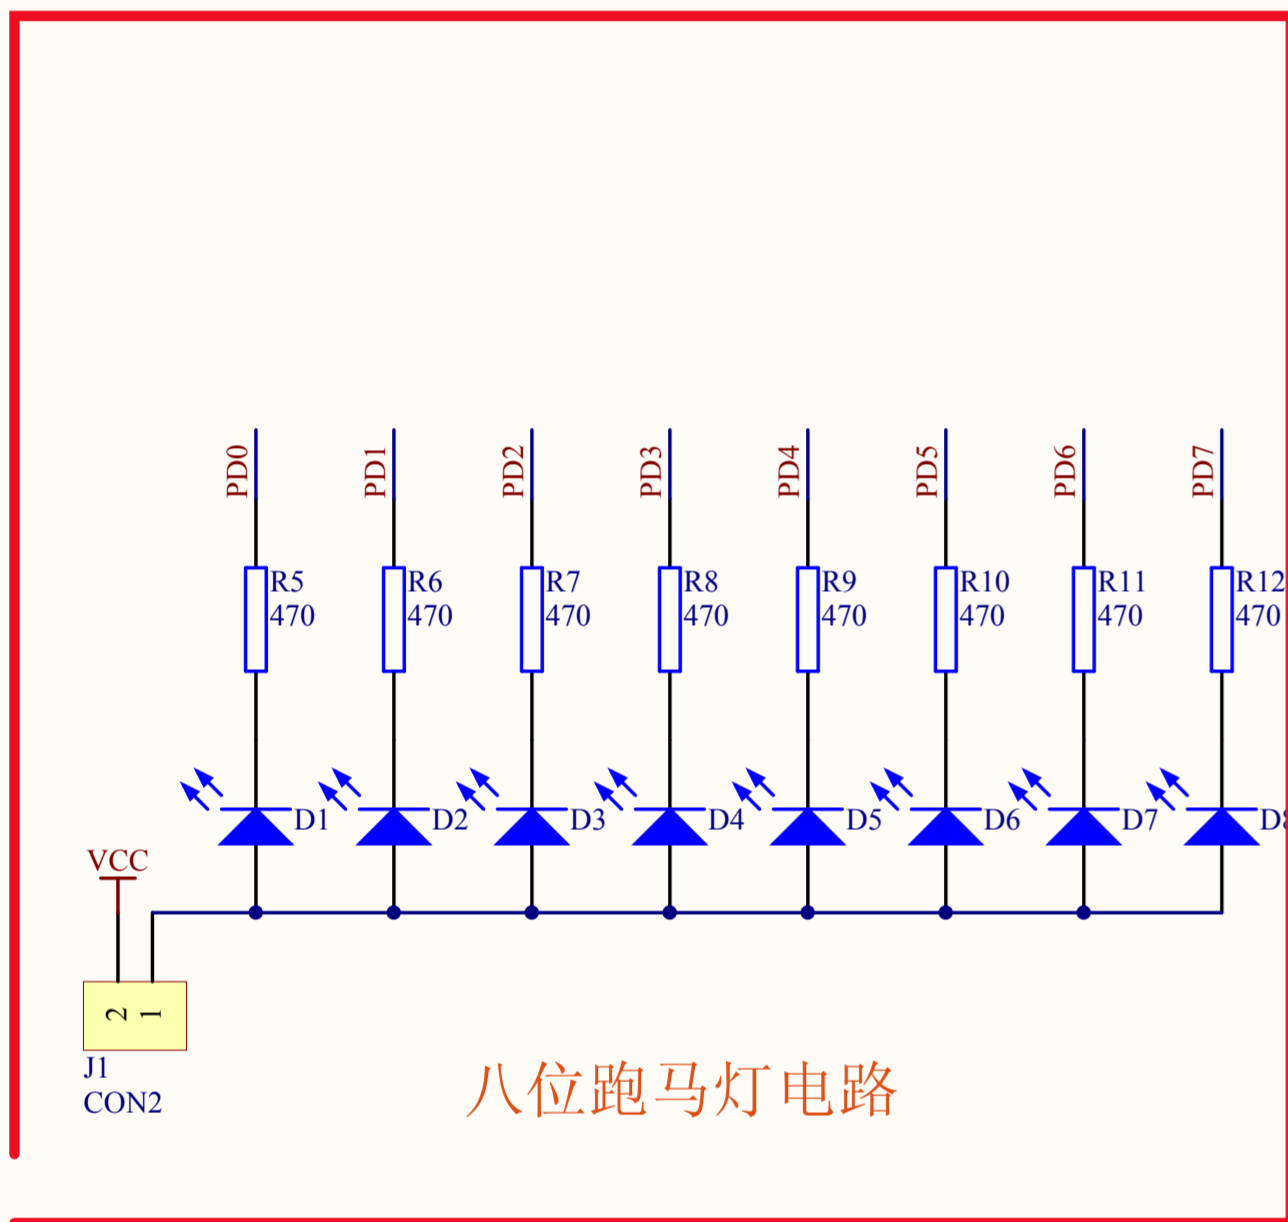 PD0
PD1
PD2
PD3
PD4
PD5
PD6
PD7
R5
470
R6
470
R7
470
R8
470
R9
470
R10
470
R11
470
R12
470
D1
D2
D3
D4
D5
D6
D7
D8
VCC
2
1
J1
CON2
八位跑马灯电路